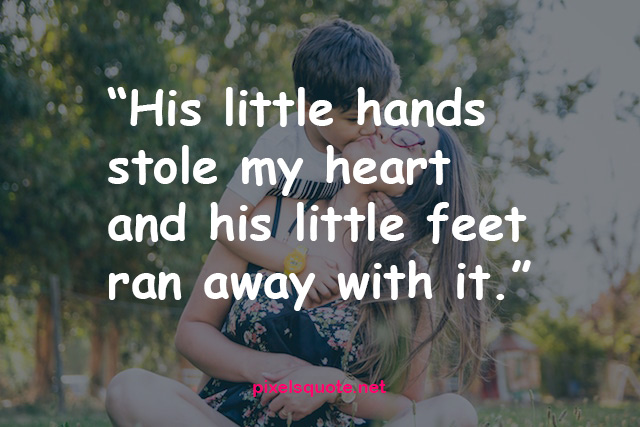 “His little hands
stole my heart
and his little feet
ran away with it.”
pixelsquote.net